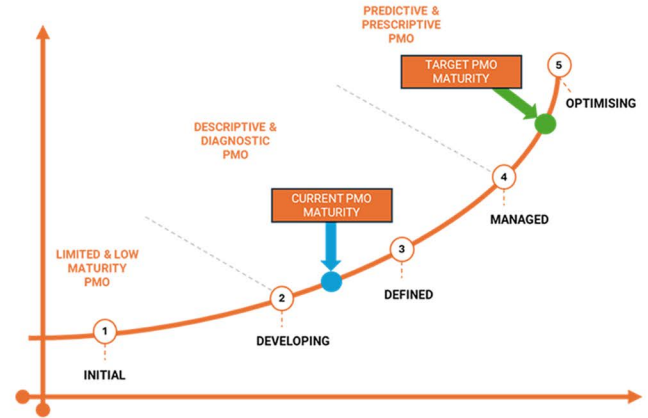 PREDICTIVE &
PRESCRIPTIVE
PMO
TARGET PMO
MATURITY
5
OPTIMISING
DESCRIPTIVE &
DIAGNOSTIC
PMO
4
MANAGED
CURRENT PMO
MATURITY
3
DEFINED
LIMITED & LOW
MATURITY
PMO
2
DEVELOPING
1
INITIAL